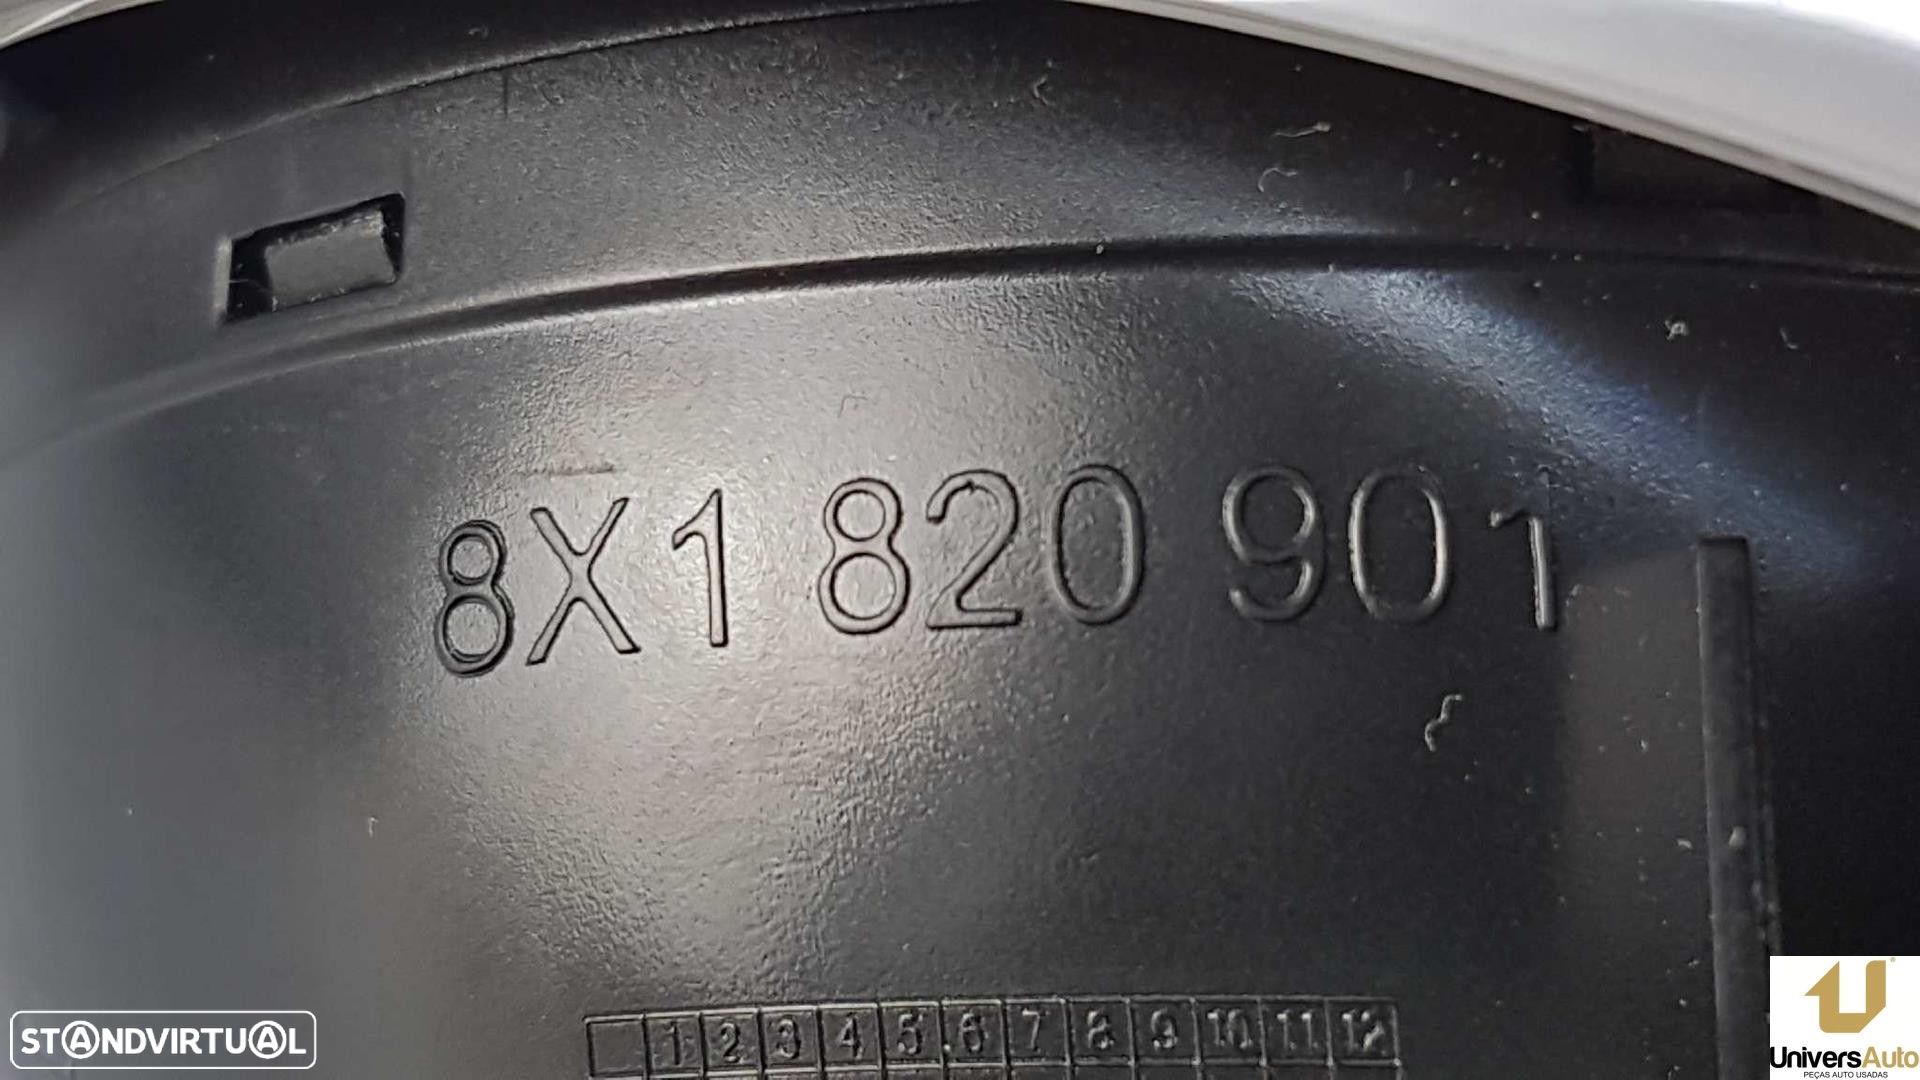 8X1 820 901
1 2 3 4 5 6 7 8 9 10 11 12
STANDVIRTUAL
UniversAuto
PEÇAS AUTO USADAS